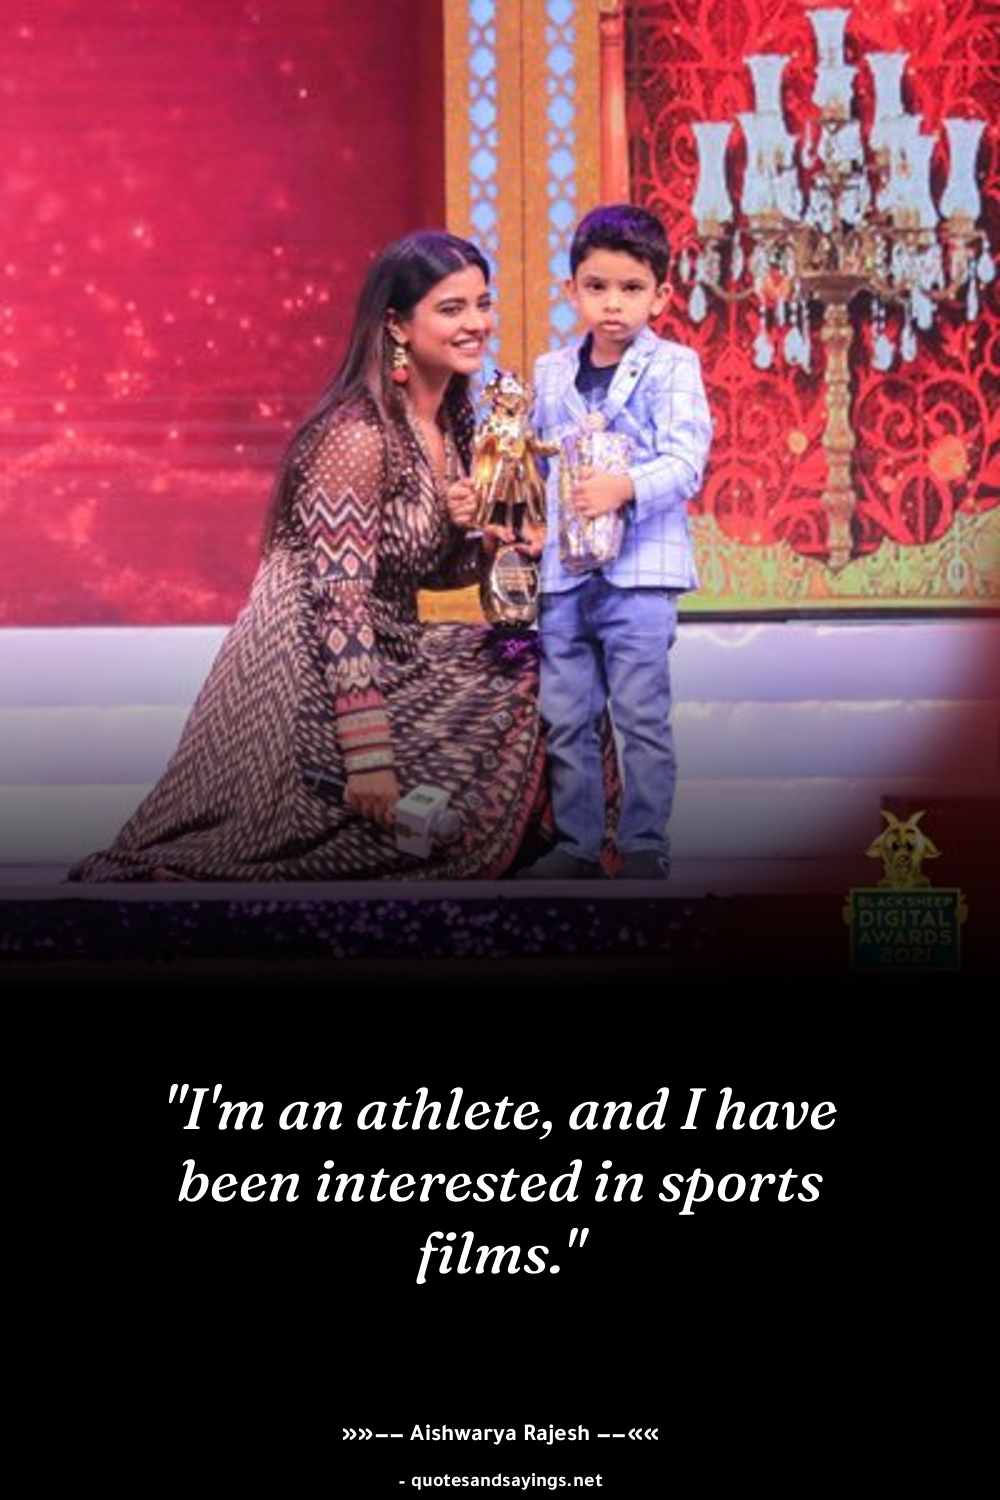 BLACKSHEEP
DIGITAL
AWARDS
2021
"I'm an athlete, and I have
been interested in sports
films."
»»–– Aishwarya Rajesh ––««
- quotesandsayings.net